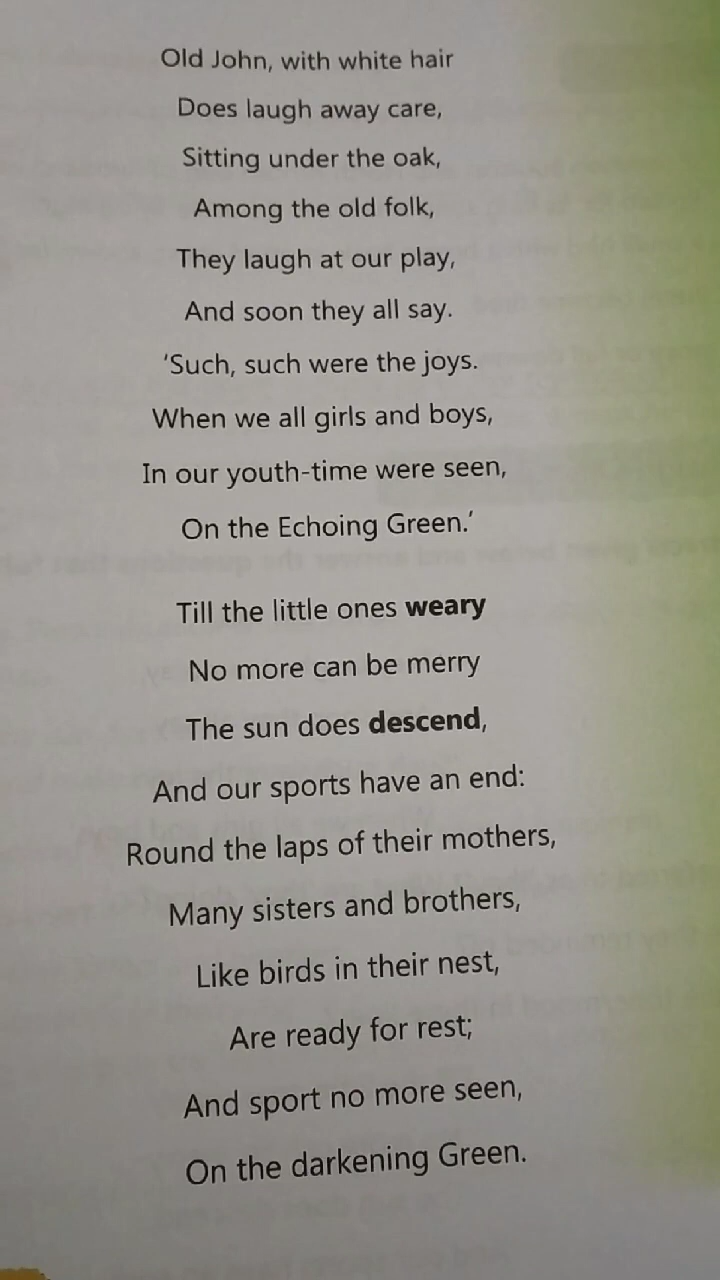 Old John, with white hair
Does laugh away care,
Sitting under the oak,
Among the old folk,
They laugh at our play,
And soon they all say.
‘Such, such were the joys.
When we all girls and boys,
In our youth-time were seen,
On the Echoing Green.’
Till the little ones weary
No more can be merry
The sun does descend,
And our sports have an end:
Round the laps of their mothers,
Many sisters and brothers,
Like birds in their nest,
Are ready for rest;
And sport no more seen,
On the darkening Green.